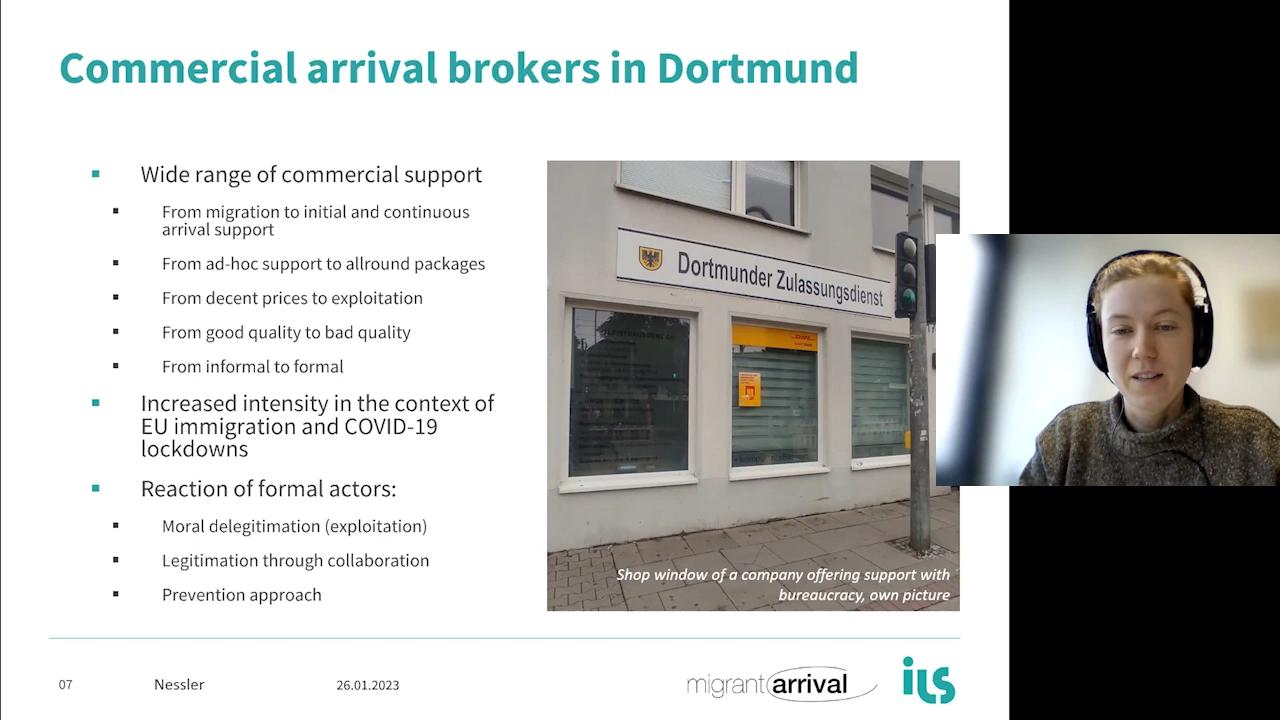 Commercial arrival brokers in Dortmund
Wide range of commercial support
From migration to initial and continuous
arrival support
From ad-hoc support to allround packages
From decent prices to exploitation
From good quality to bad quality
From informal to formal
Increased intensity in the context of
EU immigration and COVID-19
lockdowns
Reaction of formal actors:
Moral delegitimation (exploitation)
Legitimation through collaboration
Prevention approach
Dortmunder Zulassungsdienst
Shop window of a company offering support with
bureaucracy, own picture
07
Nessler
26.01.2023
migrant arrival
ils